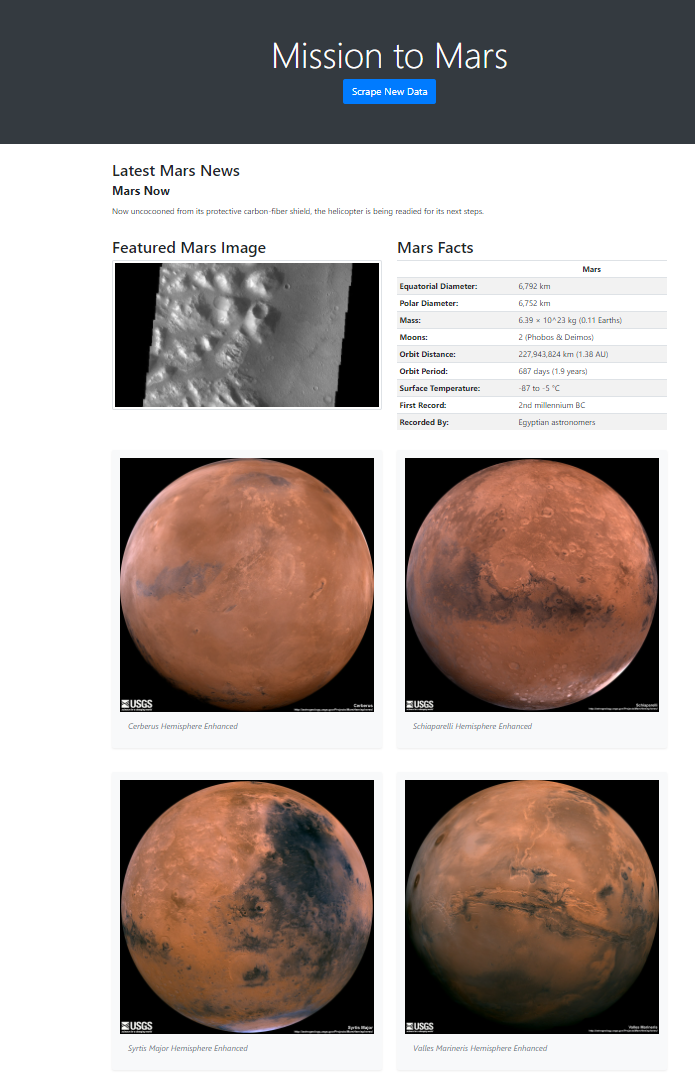 Mission to Mars
Scrape New Data
Latest Mars News
Mars Now
Now uncocooned from its protective carbon-fiber shield, the helicopter is being readied for its next steps.
Featured Mars Image
Mars Facts
Mars
Equatorial Diameter: 6,792 km
Polar Diameter: 6,752 km
Mass: 6.39 × 10^23 kg (0.11 Earths)
Moons: 2 (Phobos & Deimos)
Orbit Distance: 227,943,824 km (1.38 AU)
Orbit Period: 687 days (1.9 years)
Surface Temperature: -87 to -5 °C
First Record: 2nd millennium BC
Recorded By: Egyptian astronomers
USGS
Cerberus
Cerberus Hemisphere Enhanced
USGS
Schiaparelli
Schiaparelli Hemisphere Enhanced
USGS
Syrtis Major
Syrtis Major Hemisphere Enhanced
USGS
Valles Marineris
Valles Marineris Hemisphere Enhanced